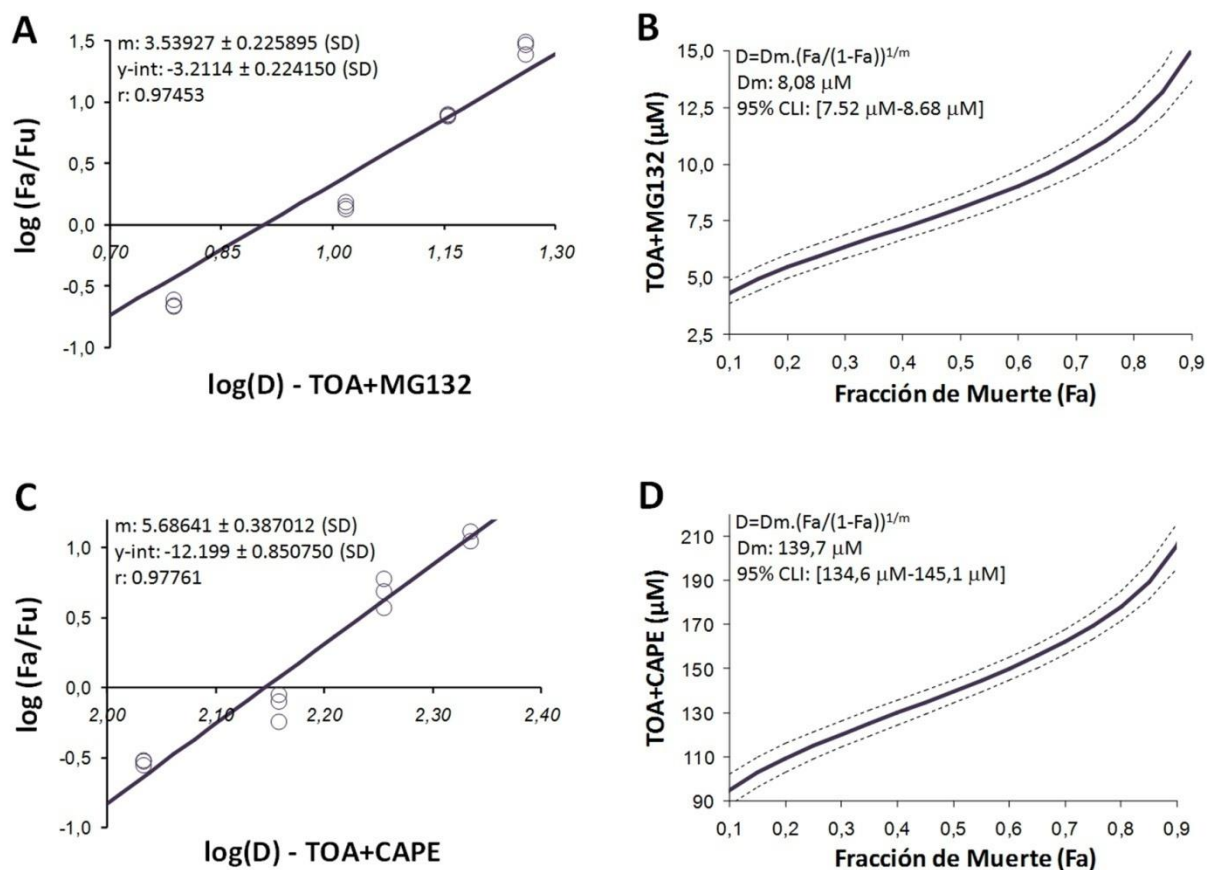 A
m: 3.53927 ± 0.225895 (SD)
y-int: -3.2114 ± 0.224150 (SD)
r: 0.97453
log (Fa/Fu)
1,5
1,0
0,5
0,0
-0,5
-1,0
0,70 0,85 1,00 1,15 1,30
log(D) - TOA+MG132
B
D=Dm.(Fa/(1-Fa))1/m
Dm: 8,08 µM
95% CLI: [7.52 µM-8.68 µM]
TOA+MG132 (µM)
15,0
12,5
10,0
7,5
5,0
2,5
0,1 0,2 0,3 0,4 0,5 0,6 0,7 0,8 0,9
Fracción de Muerte (Fa)
C
m: 5.68641 ± 0.387012 (SD)
y-int: -12.199 ± 0.850750 (SD)
r: 0.97761
log (Fa/Fu)
1,0
0,5
0,0
-0,5
-1,0
2,00 2,10 2,20 2,30 2,40
log(D) - TOA+CAPE
D
D=Dm.(Fa/(1-Fa))1/m
Dm: 139,7 µM
95% CLI: [134,6 µM-145,1 µM]
TOA+CAPE (µM)
210
190
170
150
130
110
90
0,1 0,2 0,3 0,4 0,5 0,6 0,7 0,8 0,9
Fracción de Muerte (Fa)